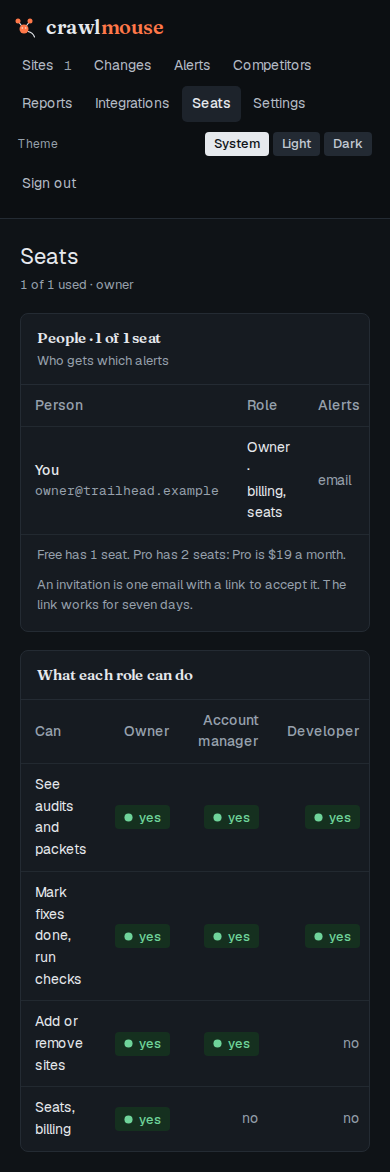 crawlmouse
Sites 1 Changes Alerts Competitors
Reports Integrations Seats Settings
Theme System Light Dark
Sign out
Seats
1 of 1 used · owner
People · 1 of 1 seat
Who gets which alerts
Person Role Alerts
You
owner@trailhead.example
Owner
·
billing,
seats
email
Free has 1 seat. Pro has 2 seats: Pro is $19 a month.
An invitation is one email with a link to accept it. The
link works for seven days.
What each role can do
Can Owner Account
manager Developer
See
audits
and
packets
yes yes yes
Mark
fixes
done,
run
checks
yes yes yes
Add or
remove
sites
yes yes no
Seats,
billing
yes no no